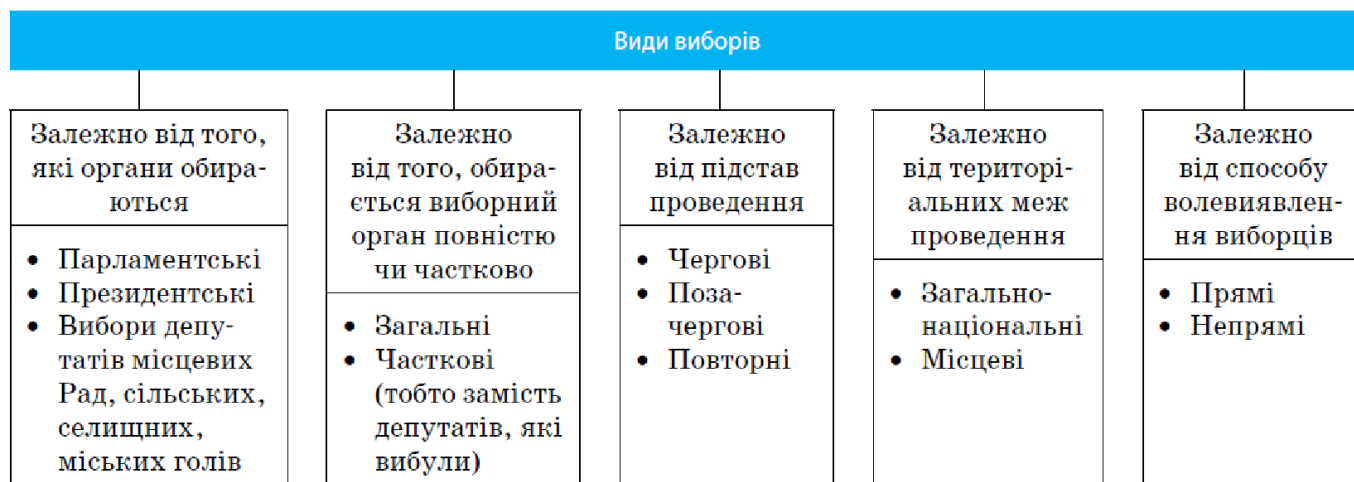 Види виборів
Залежно від того,
які органи обира-
ються
• Парламентські
• Президентські
• Вибори депу-
татів місцевих
Рад, сільських,
селищних,
міських голів
Залежно
від того, обира-
ється виборний
орган повністю
чи частково
• Загальні
• Часткові
(тобто замість
депутатів, які
вибули)
Залежно
від підстав
проведення
• Чергові
• Поза-
чергові
• Повторні
Залежно
від територі-
альних меж
проведення
• Загально-
національні
• Місцеві
Залежно
від способу
волевиявлен-
ня виборців
• Прямі
• Непрямі